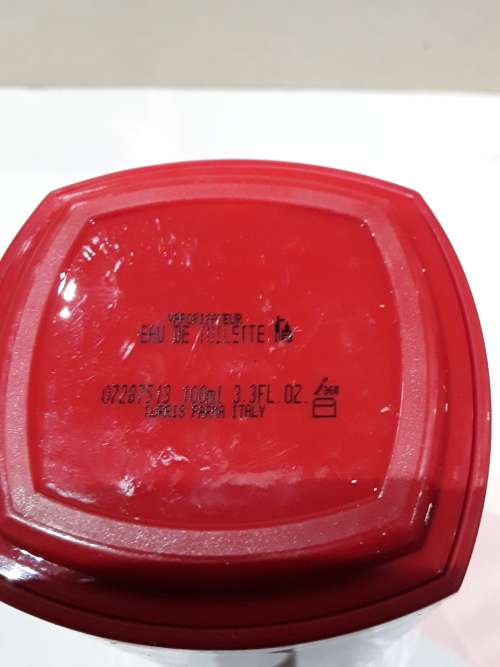 VAPORISATEUR
EAU DE TOILETTE
07287513 100ml 3.3FL.OZ.
PARMA ITALY